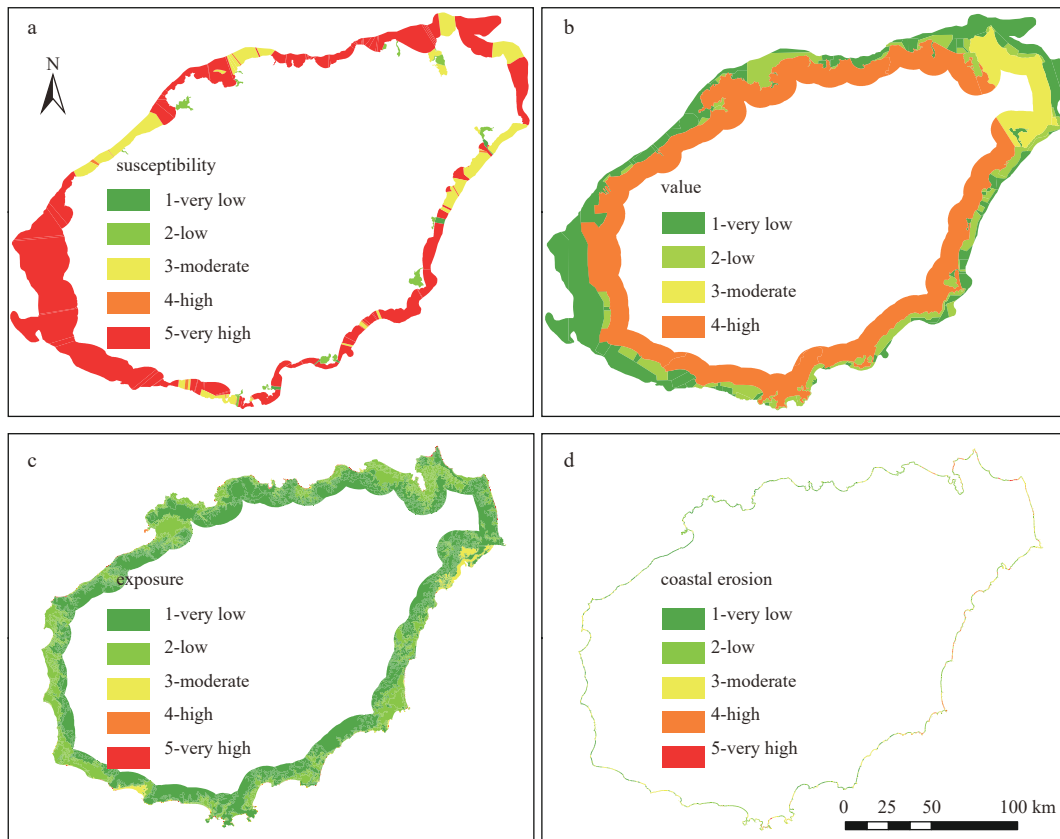 a
N
susceptibility
1-very low
2-low
3-moderate
4-high
5-very high
b
value
1-very low
2-low
3-moderate
4-high
c
exposure
1-very low
2-low
3-moderate
4-high
5-very high
d
coastal erosion
1-very low
2-low
3-moderate
4-high
5-very high
0 25 50 100 km